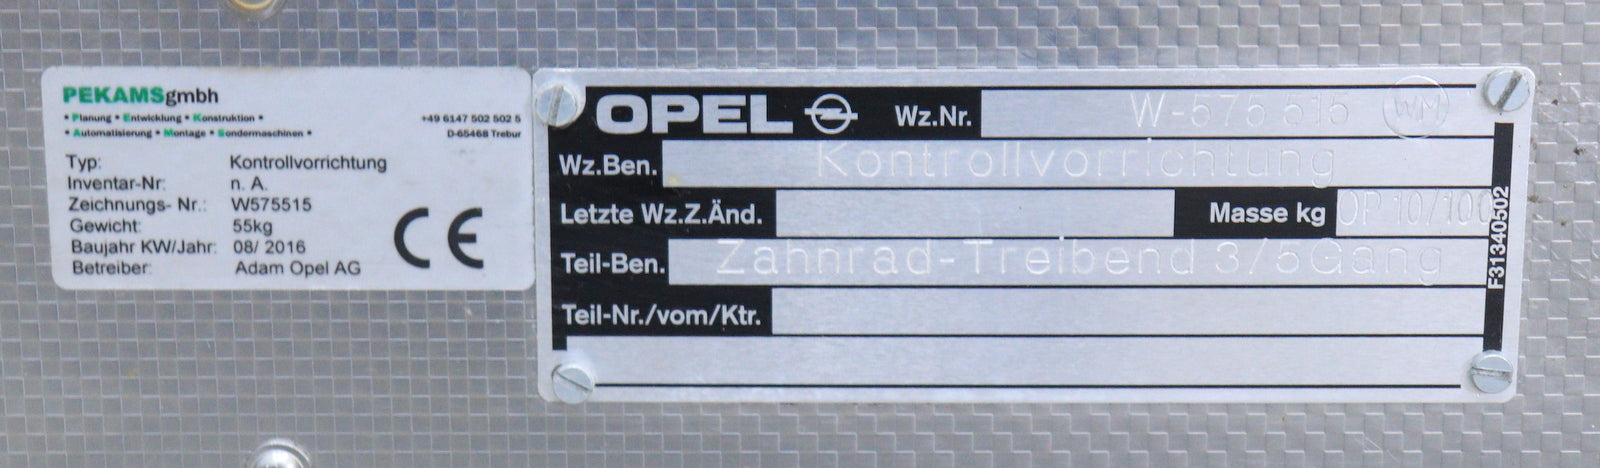 PEKAMSgmbh
• Planung • Entwicklung • Konstruktion •
• Automatisierung • Montage • Sondermaschinen •
+49 6147 502 502 5
D-65468 Trebur
Typ: Kontrollvorrichtung
Inventar-Nr: n. A.
Zeichnungs- Nr.: W575515
Gewicht: 55kg
Baujahr KW/Jahr: 08/ 2016
Betreiber: Adam Opel AG
CE
OPEL Wz.Nr. W-575 515 WM
Wz.Ben. Kontrollvorrichtung
Letzte Wz.Z.Änd. Masse kg OP 10/100
Teil-Ben. Zahnrad-Treibend 3/5Gang
Teil-Nr./vom/Ktr.
F31340502